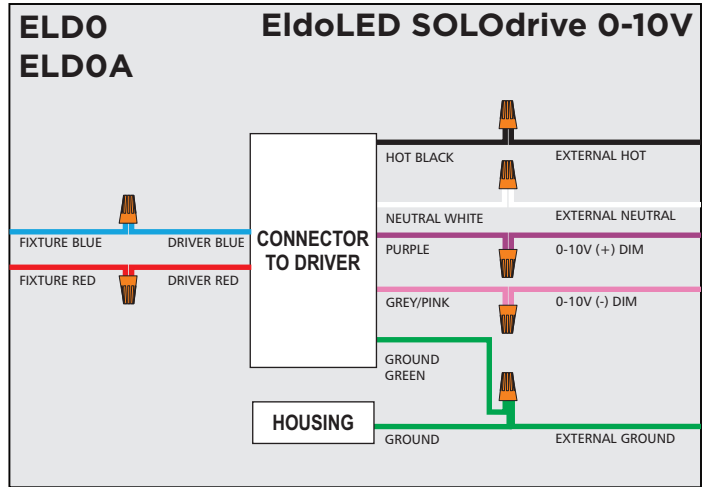 ELD0
ELD0A
EldoLED SOLOdrive 0-10V
HOT BLACK
EXTERNAL HOT
NEUTRAL WHITE
EXTERNAL NEUTRAL
FIXTURE BLUE
DRIVER BLUE
CONNECTOR
TO DRIVER
PURPLE
0-10V (+) DIM
FIXTURE RED
DRIVER RED
GREY/PINK
0-10V (-) DIM
GROUND
GREEN
HOUSING
GROUND
EXTERNAL GROUND